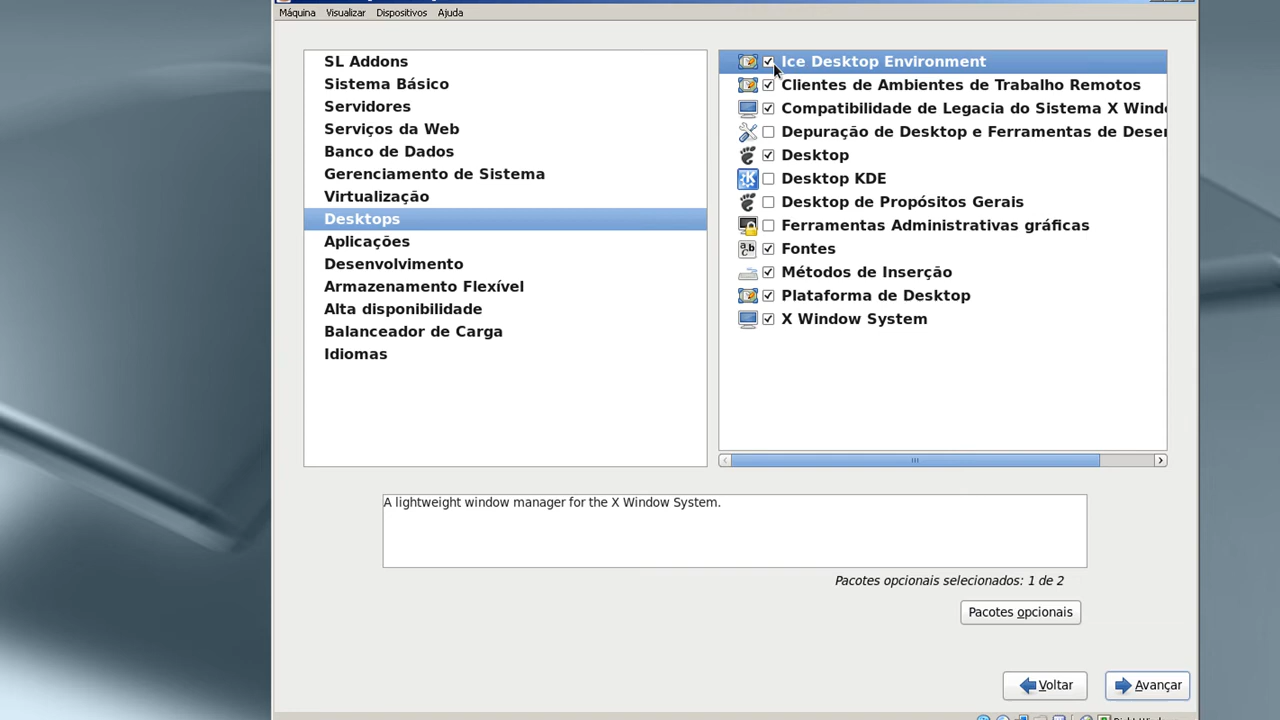 Máquina Visualizar Dispositivos Ajuda
SL Addons
Sistema Básico
Servidores
Serviços da Web
Banco de Dados
Gerenciamento de Sistema
Virtualização
Desktops
Aplicações
Desenvolvimento
Armazenamento Flexível
Alta disponibilidade
Balanceador de Carga
Idiomas
Ice Desktop Environment
Clientes de Ambientes de Trabalho Remotos
Compatibilidade de Legacia do Sistema X Windo
Depuração de Desktop e Ferramentas de Deser
Desktop
Desktop KDE
Desktop de Propósitos Gerais
Ferramentas Administrativas gráficas
Fontes
Métodos de Inserção
Plataforma de Desktop
X Window System
A lightweight window manager for the X Window System.
Pacotes opcionais selecionados: 1 de 2
Pacotes opcionais
Voltar
Avançar